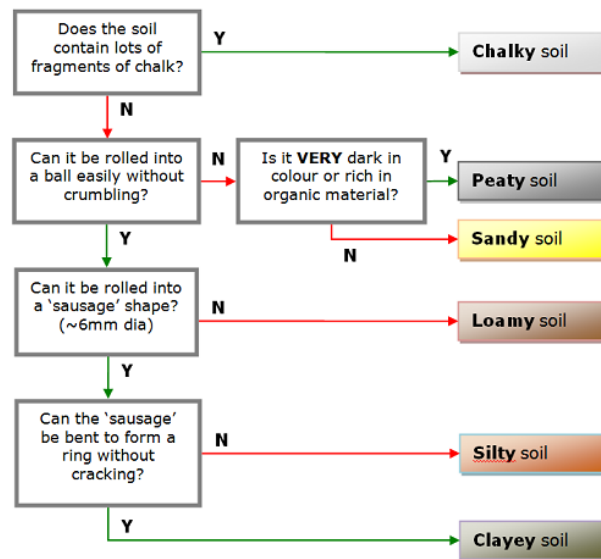 Does the soil
contain lots of
fragments of chalk?
Y
Chalky soil
N
Can it be rolled into
a ball easily without
crumbling?
N
Is it VERY dark in
colour or rich in
organic material?
Y
Peaty soil
Sandy soil
N
Y
Can it be rolled into
a ‘sausage’ shape?
(~6mm dia)
N
Loamy soil
Y
Can the ‘sausage’
be bent to form a
ring without
cracking?
N
Silty soil
Y
Clayey soil